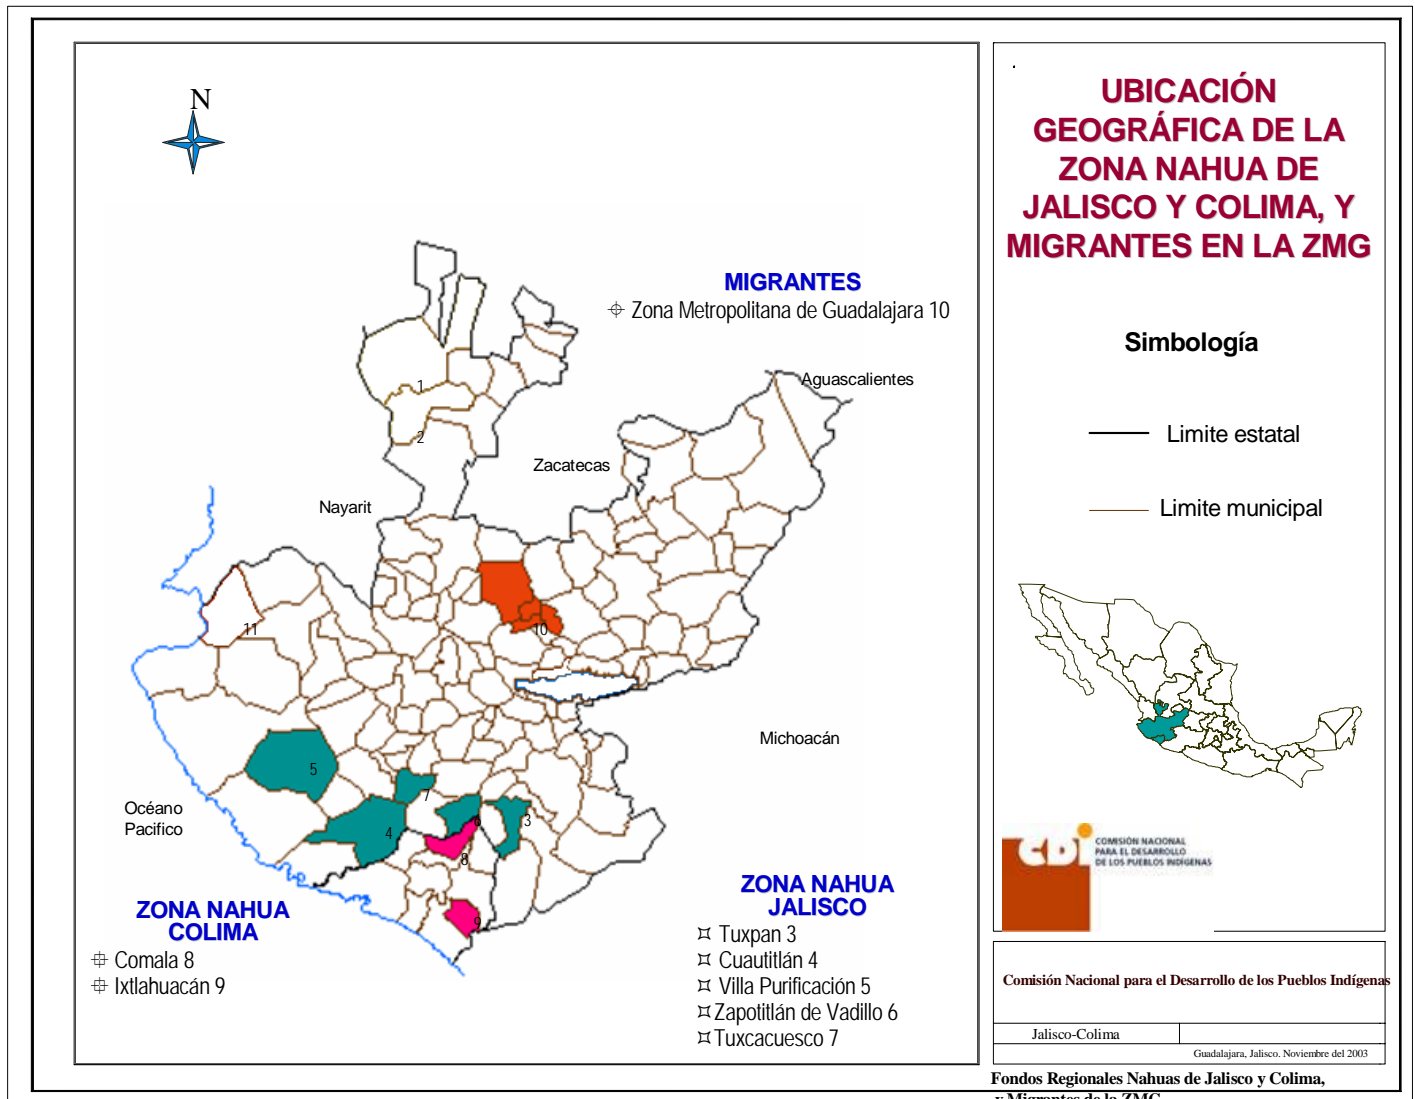 N
MIGRANTES
Zona Metropolitana de Guadalajara 10
Aguascalientes
Zacatecas
Nayarit
Michoacán
Océano
Pacifico
1
2
11
10
5
7
4
6
3
8
9
ZONA NAHUA
COLIMA
Comala 8
Ixtlahuacán 9
ZONA NAHUA
JALISCO
Tuxpan 3
Cuautitlán 4
Villa Purificación 5
Zapotitlán de Vadillo 6
Tuxcacuesco 7
UBICACIÓN
GEOGRÁFICA DE LA
ZONA NAHUA DE
JALISCO Y COLIMA, Y
MIGRANTES EN LA ZMG
Simbología
Limite estatal
Limite municipal
CDI
COMISIÓN NACIONAL
PARA EL DESARROLLO
DE LOS PUEBLOS INDÍGENAS
Comisión Nacional para el Desarrollo de los Pueblos Indígenas
Jalisco-Colima
Guadalajara, Jalisco. Noviembre del 2003
Fondos Regionales Nahuas de Jalisco y Colima,
y Migrantes de la ZMG